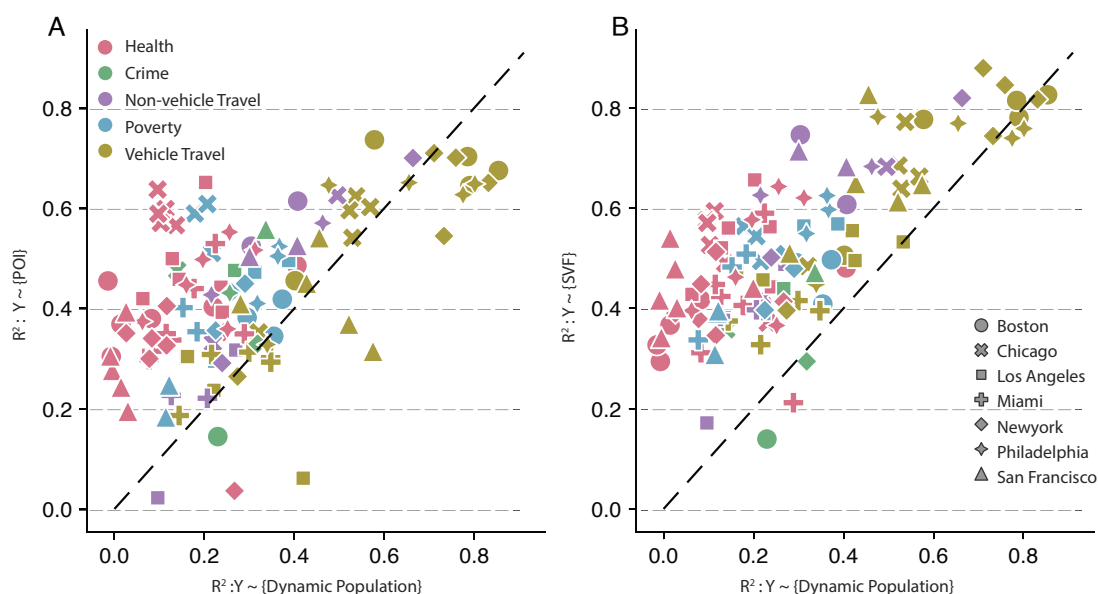 A
Health
Crime
Non-vehicle Travel
Poverty
Vehicle Travel
0.8
0.6
0.4
0.2
0.0
R² : Y ~ {POI}
0.0 0.2 0.4 0.6 0.8
R² : Y ~ {Dynamic Population}
B
0.8
0.6
0.4
0.2
0.0
R² : Y ~ {SVF}
Boston
Chicago
Los Angeles
Miami
Newyork
Philadelphia
San Francisco
0.0 0.2 0.4 0.6 0.8
R² : Y ~ {Dynamic Population}